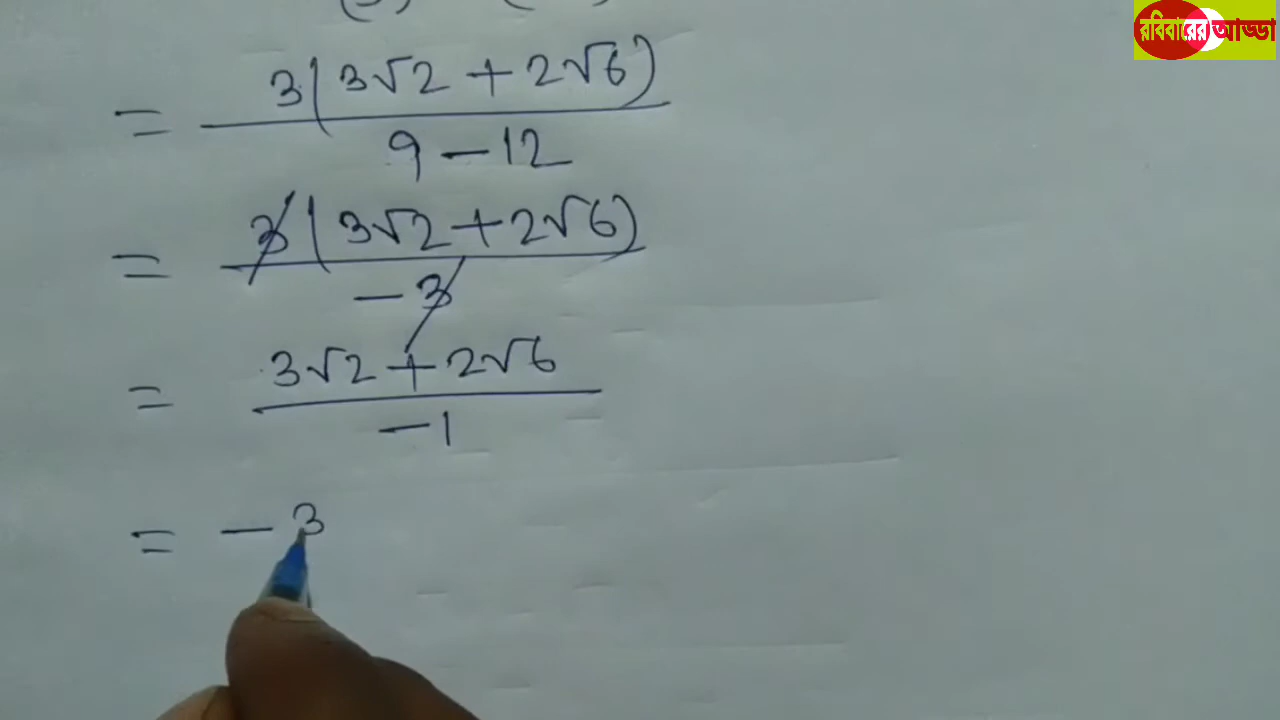 রবিবারের আড্ডা
= 3(3√2 + 2√6) / 9 - 12
= 3(3√2 + 2√6) / - 3
= 3√2 + 2√6 / - 1
= - 3